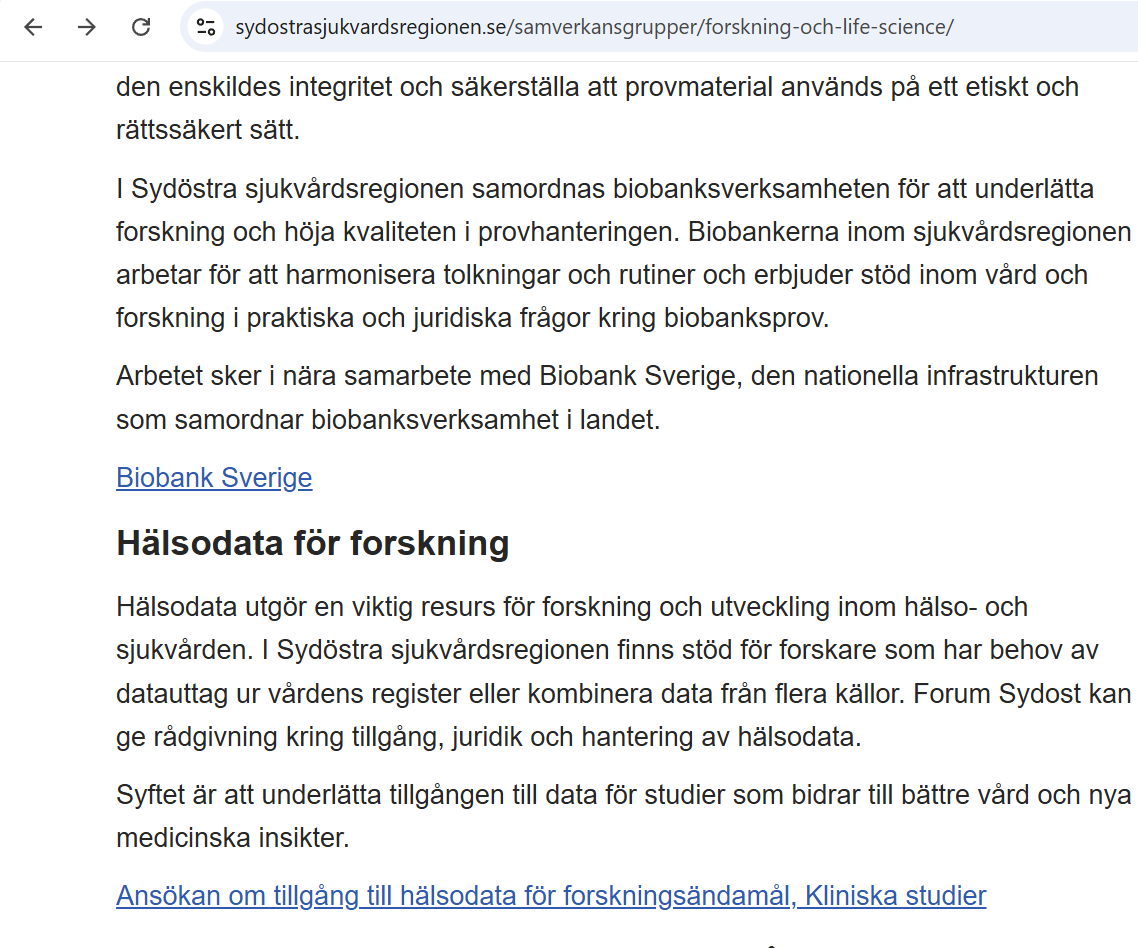 sydostrasjukvardsregionen.se/samverkansgrupper/forskning-och-life-science/
den enskildes integritet och säkerställa att provmaterial används på ett etiskt och
rättssäkert sätt.
I Sydöstra sjukvårdsregionen samordnas biobanksverksamheten för att underlätta
forskning och höja kvaliteten i provhanteringen. Biobankerna inom sjukvårdsregionen
arbetar för att harmonisera tolkningar och rutiner och erbjuder stöd inom vård och
forskning i praktiska och juridiska frågor kring biobanksprov.
Arbetet sker i nära samarbete med Biobank Sverige, den nationella infrastrukturen
som samordnar biobanksverksamhet i landet.
Biobank Sverige
Hälsodata för forskning
Hälsodata utgör en viktig resurs för forskning och utveckling inom hälso- och
sjukvården. I Sydöstra sjukvårdsregionen finns stöd för forskare som har behov av
datauttag ur vårdens register eller kombinera data från flera källor. Forum Sydost kan
ge rådgivning kring tillgång, juridik och hantering av hälsodata.
Syftet är att underlätta tillgången till data för studier som bidrar till bättre vård och nya
medicinska insikter.
Ansökan om tillgång till hälsodata för forskningsändamål, Kliniska studier